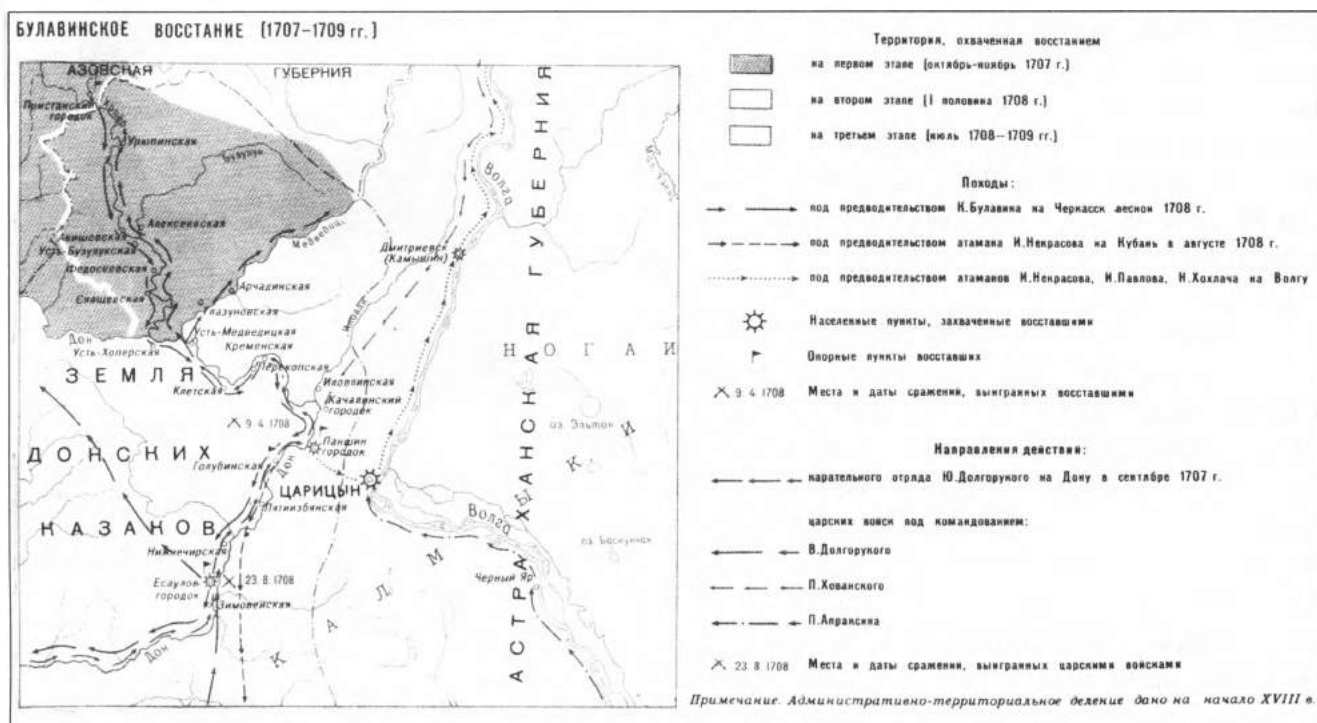 БУЛАВИНСКОЕ ВОССТАНИЕ (1707-1709 гг.)
АЗОВСКАЯ
ГУБЕРНИЯ
Пристанский
городок
Хопер
Урюпинская
Бузулук
Алексеевская
Акишевская
Усть-Бузулукская
Федосеевская
Медведица
Слащевская
Арчадинская
Глазуновская
Усть-Медведицкая
Дон
Усть-Хоперская
Кременская
Перекопская
Клетская
Иловля
Иловлинская
Качалинский
городок
9 4 1708
Паншин
городок
Голубинская
Дон
ЦАРИЦЫН
Пятиизбянская
Нижнечирская
Есаулов
городок
23.8.1708
Зимовейская
Дон
ЗЕМЛЯ
ДОНСКИХ
КАЗАКОВ
Дмитриевск
(Камышин)
Волга
Волга
Черный Яр
НОГАИ
оз. Эльтон
оз. Баскунчак
КАЛМЫКИ
АСТРАХАНСКАЯ ГУБЕРНИЯ
Территория, охваченная восстанием
на первом этапе (октябрь-ноябрь 1707 г.)
на втором этапе (I половина 1708 г.)
на третьем этапе (июль 1708—1709 гг.)
Походы:
под предводительством К.Булавина на Черкасск весной 1708 г.
под предводительством атамана И.Некрасова на Кубань в августе 1708 г.
под предводительством атаманов И.Некрасова, И.Павлова, Н.Хохлача на Волгу
Населенные пункты, захваченные восставшими
Опорные пункты восставших
9 4 1708 Места и даты сражений, выигранных восставшими
Направления действий:
карательного отряда Ю.Долгорукого на Дону в сентябре 1707 г.
царских войск под командованием:
В.Долгорукого
П.Хованского
П.Апраксина
23 8 1708 Места и даты сражений, выигранных царскими войсками
Примечание. Административно-территориальное деление дано на начало XVIII в.